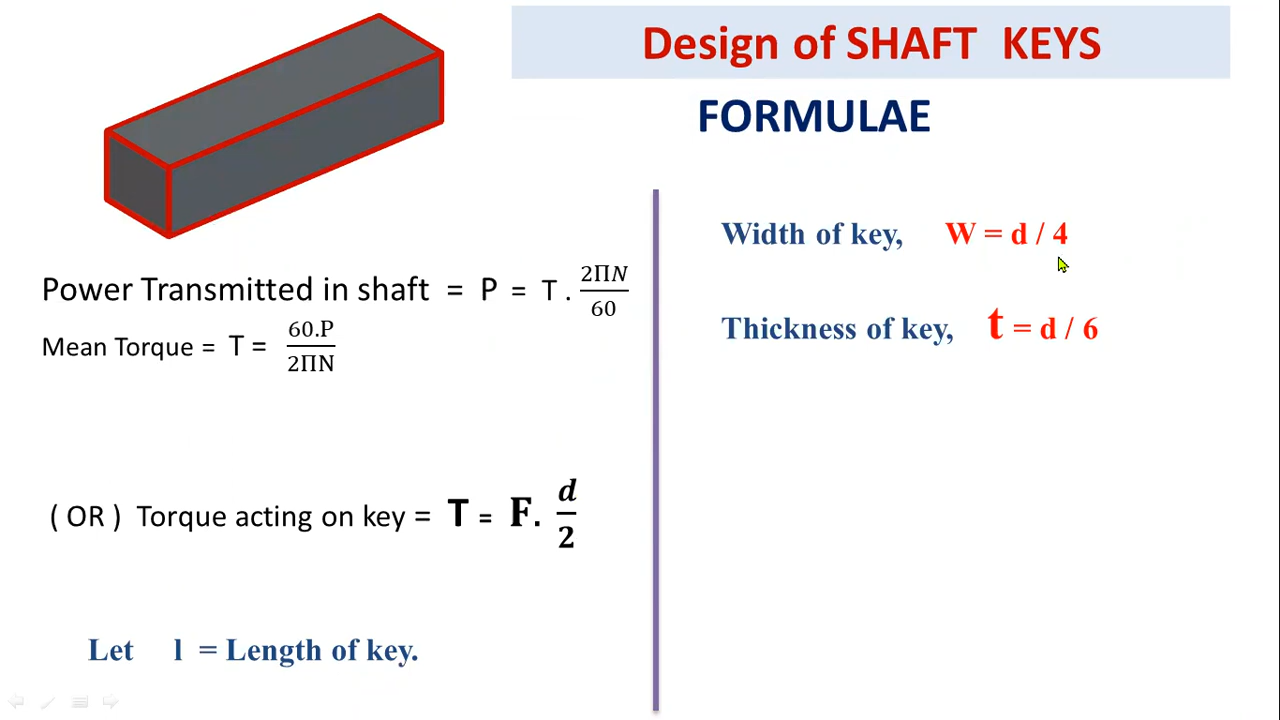 Design of SHAFT KEYS
FORMULAE
Power Transmitted in shaft = P = T . 2ΠN/60
Mean Torque = T = 60.P/2ΠN
( OR ) Torque acting on key = T = F. d/2
Let l = Length of key.
Width of key, W = d / 4
Thickness of key, t = d / 6